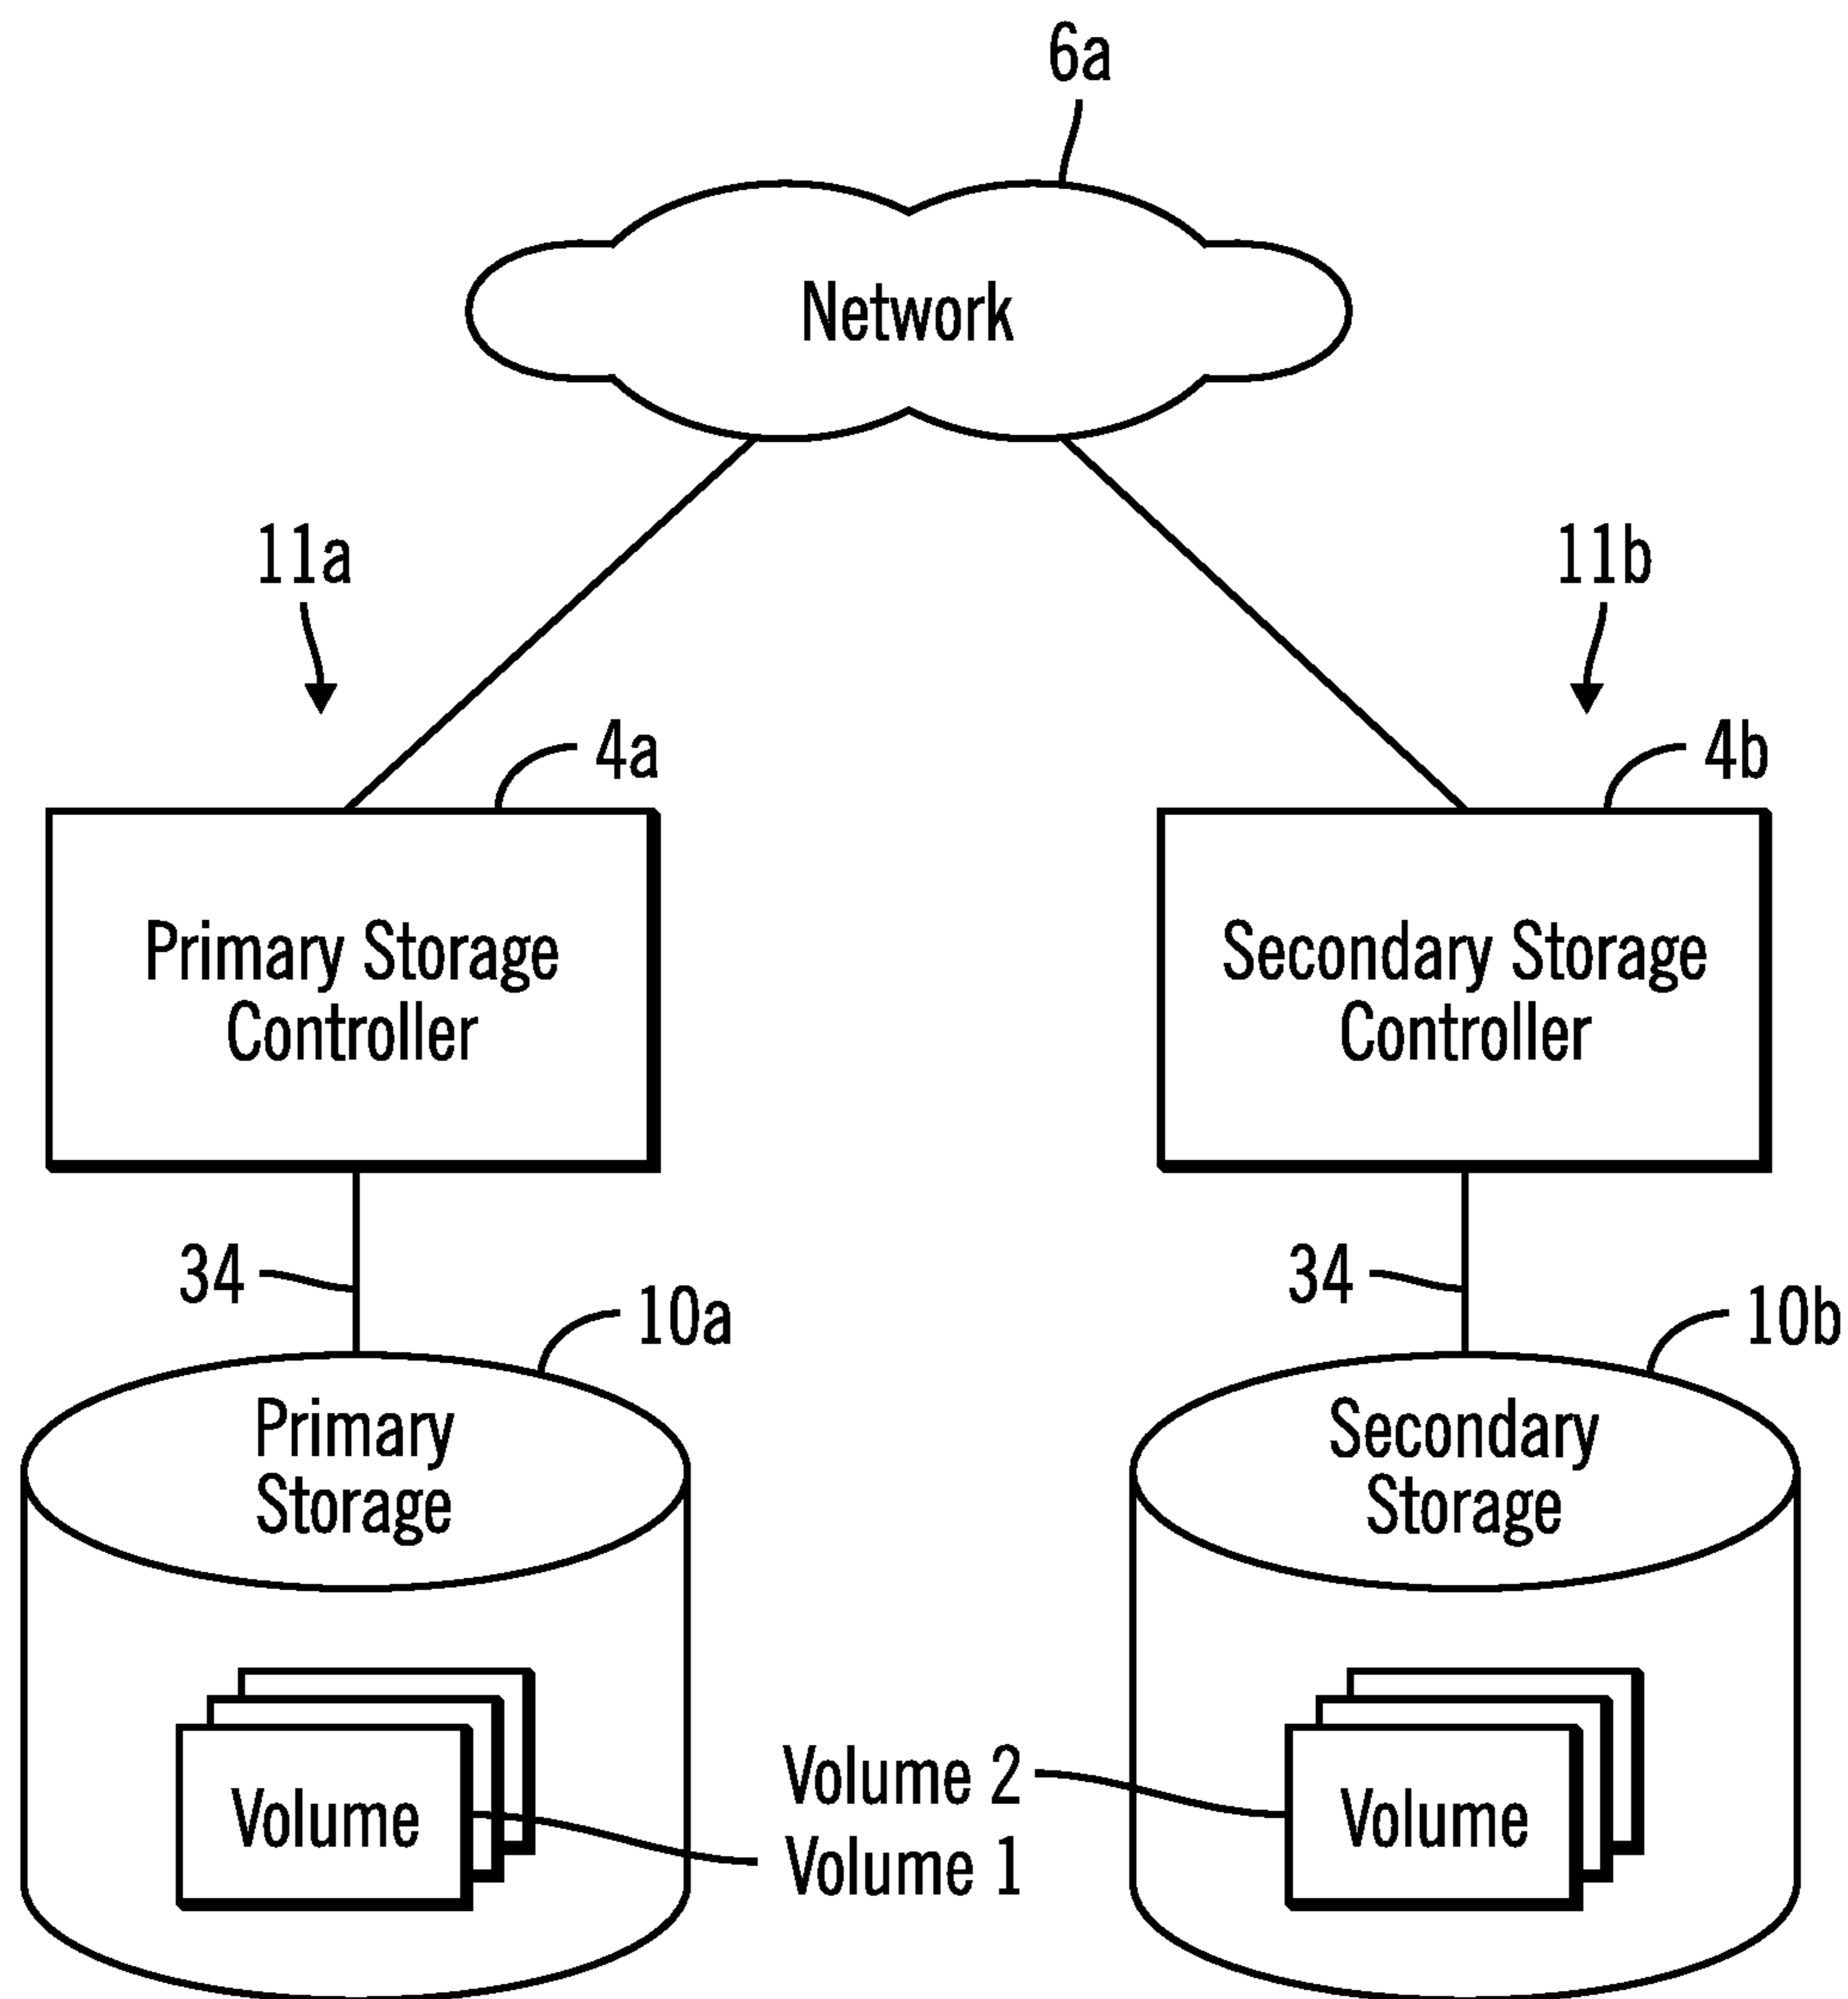 6a
Network
11a
11b
4a
4b
Primary Storage
Controller
Secondary Storage
Controller
34
34
10a
10b
Primary
Storage
Secondary
Storage
Volume
Volume 2
Volume 1
Volume